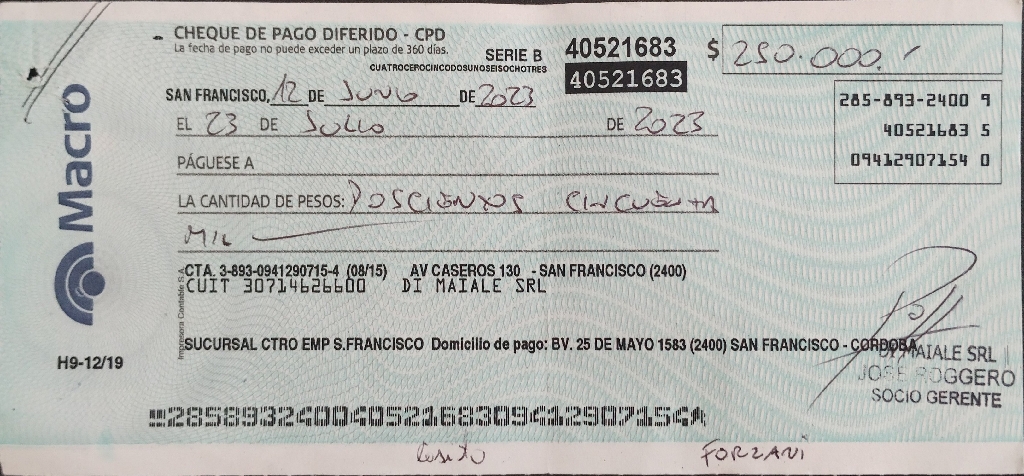 CHEQUE DE PAGO DIFERIDO - CPD
La fecha de pago no puede exceder un plazo de 360 días.
SERIE B 40521683 $ 250.000.-
CUATROCEROCINCODOSUNOSEISOCHOTRES
40521683
SAN FRANCISCO, 12 DE Junio DE 2023
285-893-2400 9
EL 23 DE JULIO DE 2023
40521683 5
PÁGUESE A
09412907154 0
LA CANTIDAD DE PESOS: DOSCIENTOS CINCUENTA
MIL
CTA. 3-893-0941290715-4 (08/15) AV CASEROS 130 - SAN FRANCISCO (2400)
CUIT 30714626600 DI MAIALE SRL
SUCURSAL CTRO EMP S.FRANCISCO Domicilio de pago: BV. 25 DE MAYO 1583 (2400) SAN FRANCISCO - CORDOBA
Macro
H9-12/19
Impresora Contable S.A.
DI MAIALE SRL
JOSE ROGGERO
SOCIO GERENTE
28589324004052168309412907154
FORZANI